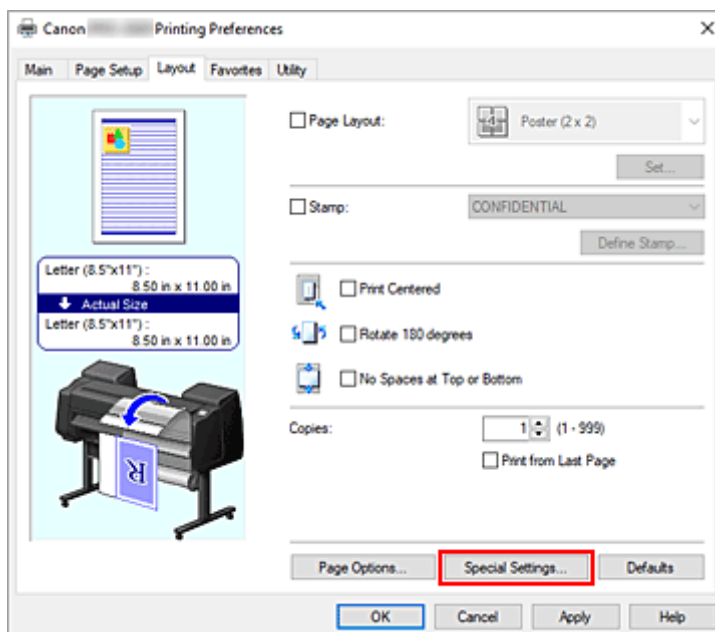 Canon Printing Preferences
Main Page Setup Layout Favorites Utility
Page Layout:
4
Poster (2 x 2)
Set...
Stamp:
CONFIDENTIAL
Define Stamp...
Letter (8.5"x11") :
8.50 in x 11.00 in
Actual Size
Letter (8.5"x11") :
8.50 in x 11.00 in
Print Centered
Rotate 180 degrees
No Spaces at Top or Bottom
R
Copies:
1 (1 - 999)
Print from Last Page
Page Options... Special Settings... Defaults
OK Cancel Apply Help